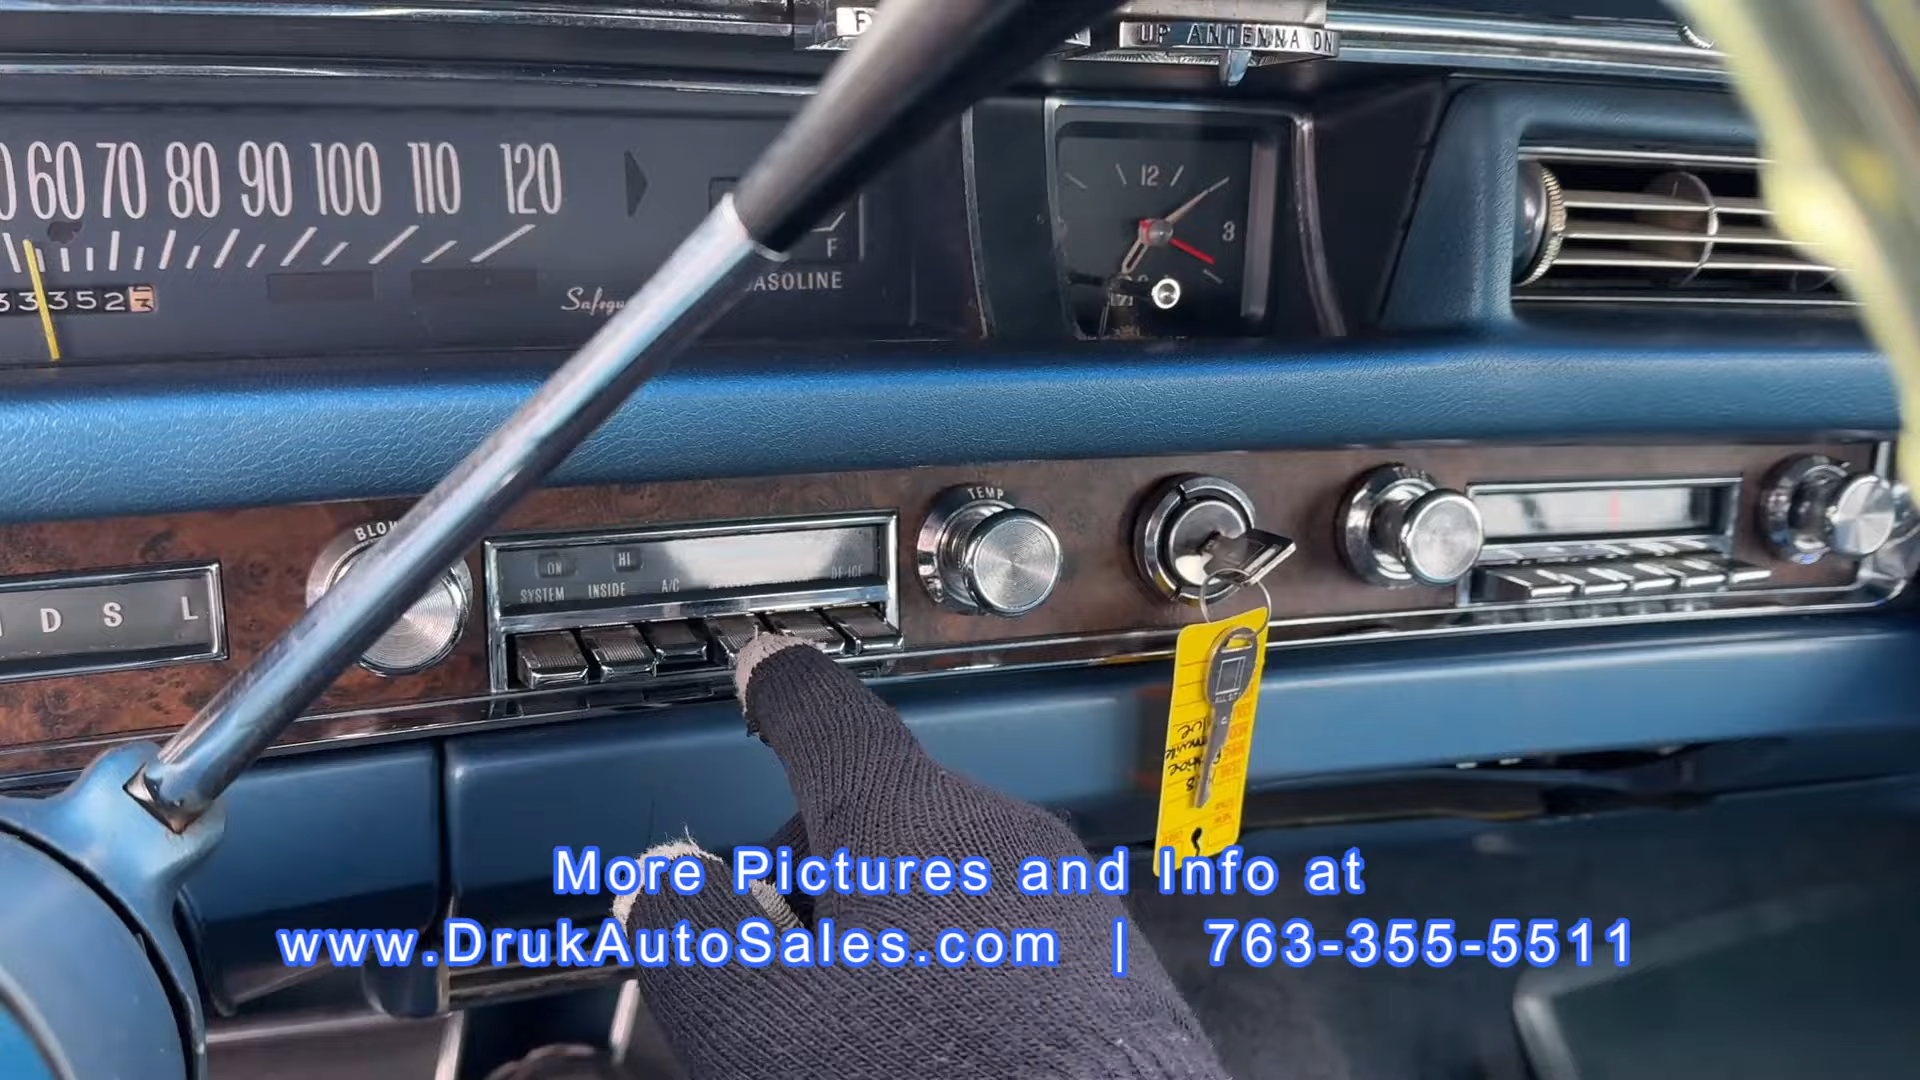 UP ANTENNA DN
60 70 80 90 100 110 120
12
3
F
33352
GASOLINE
TEMP
ON
HI
SYSTEM INSIDE A/C DE-ICE
D S L
More Pictures and Info at
www.DrukAutoSales.com | 763-355-5511